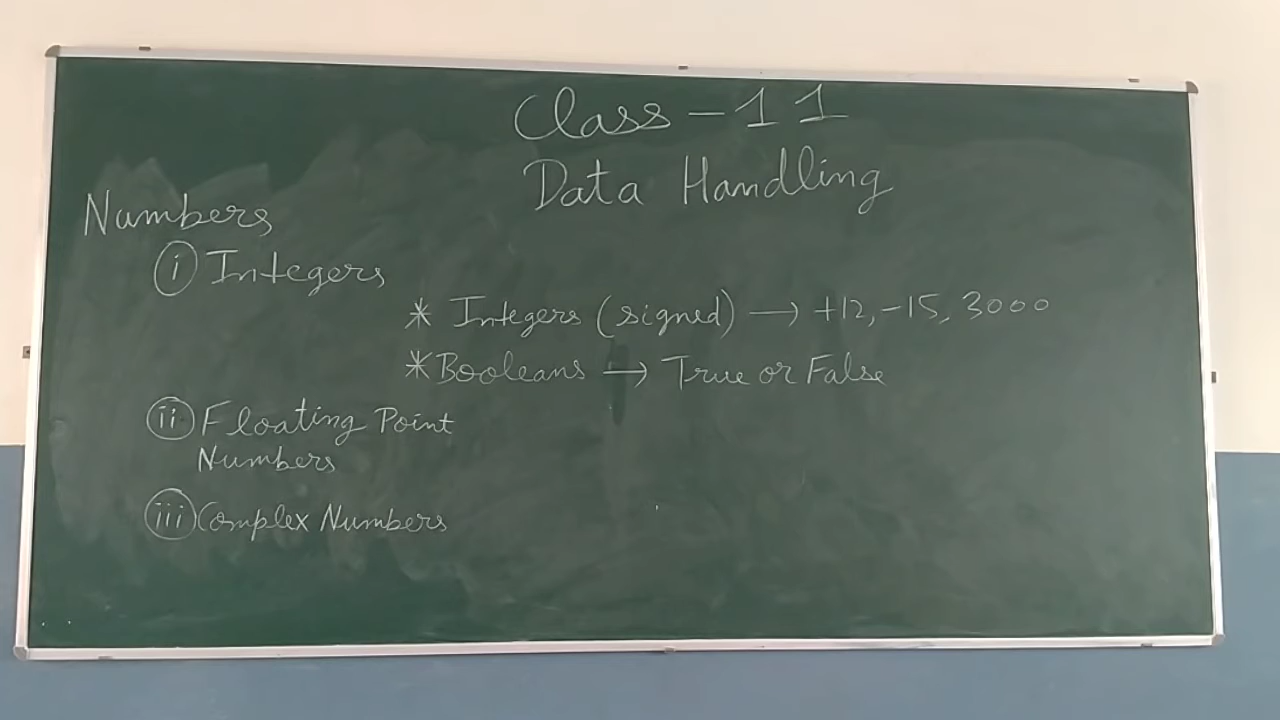 Class - 11
Data Handling
Numbers
(i) Integers
* Integers (signed) → +12, -15, 3000
* Booleans → True or False
(ii) Floating Point
Numbers
(iii) Complex Numbers